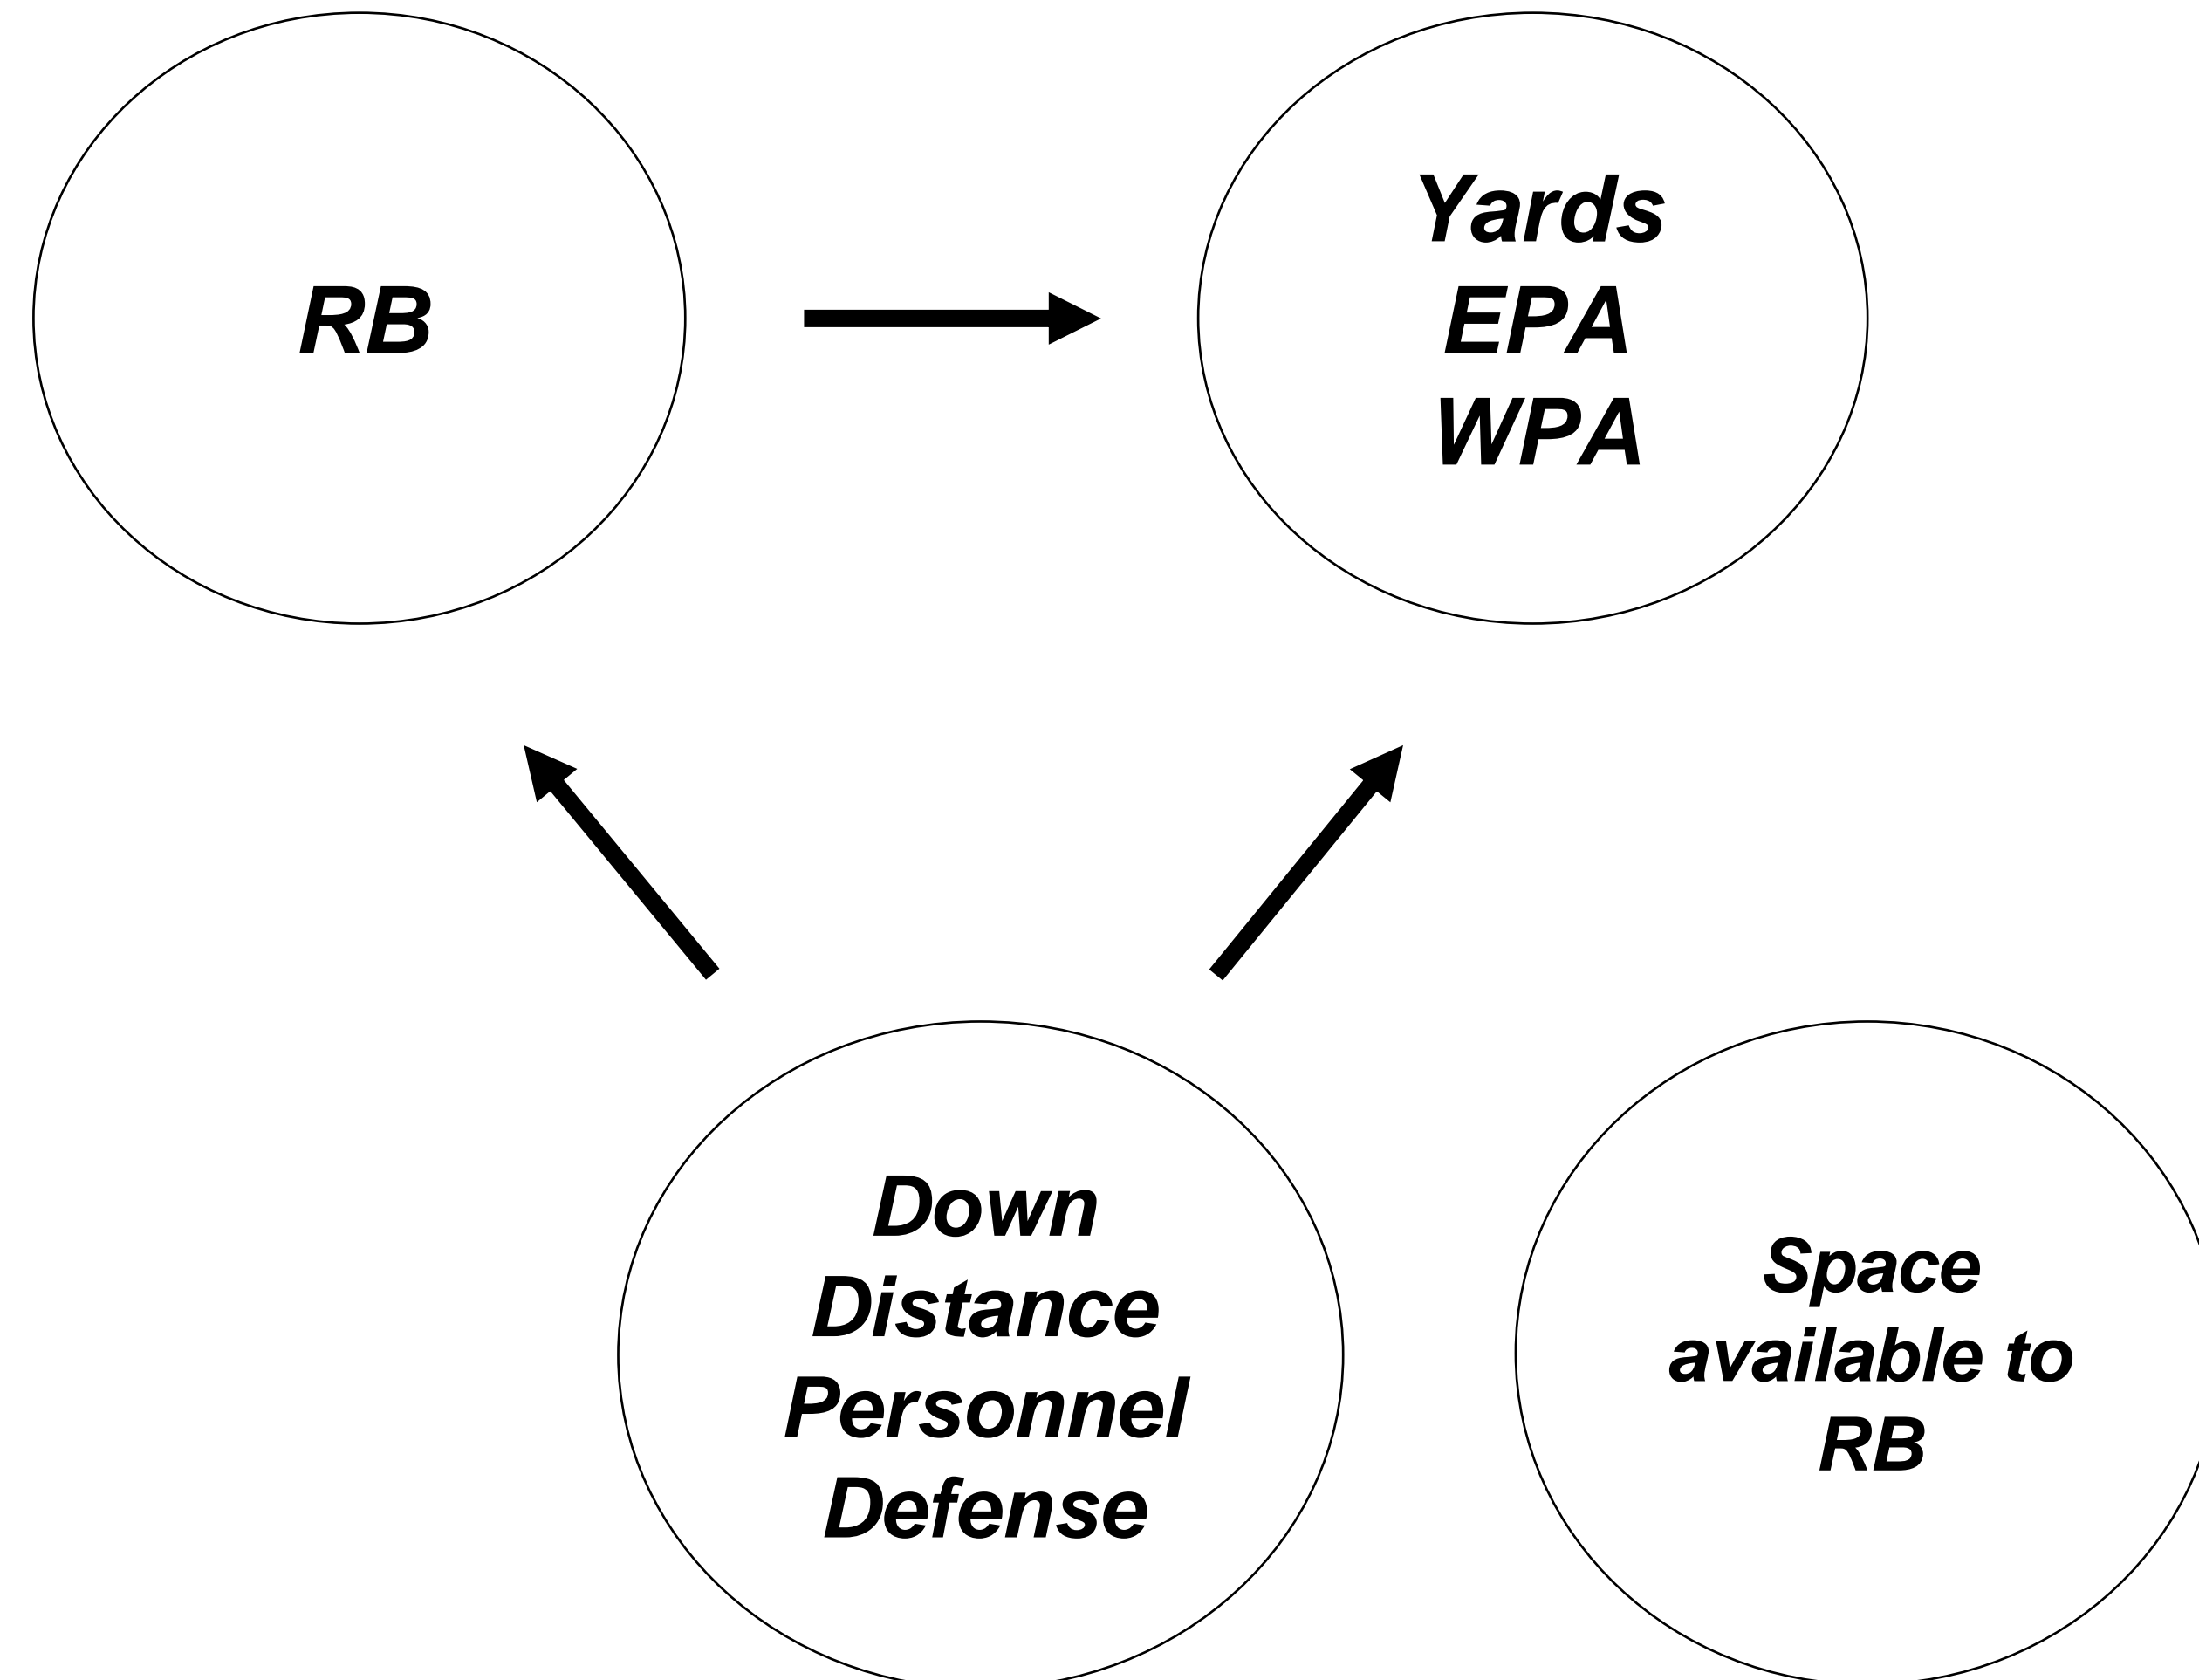 RB
Yards
EPA
WPA
Down
Distance
Personnel
Defense
Space
available to
RB